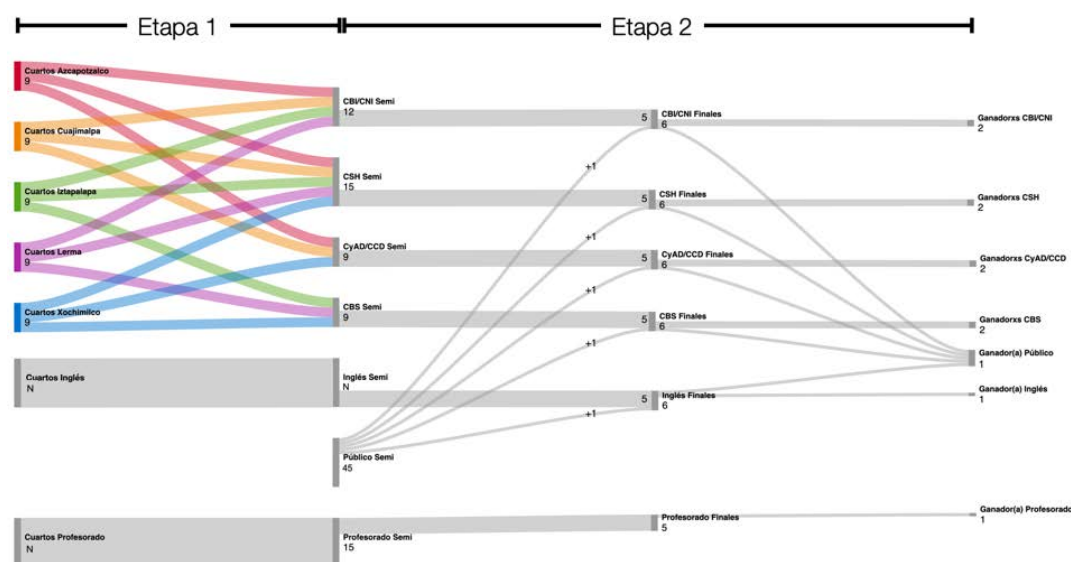 Etapa 1
Etapa 2
Cuartos Azcapotzalco
9
Cuartos Cuajimalpa
9
Cuartos Iztapalapa
9
Cuartos Lerma
9
Cuartos Xochimilco
9
Cuartos Inglés
N
Cuartos Profesorado
N
CBI/CNI Semi
12
CSH Semi
15
CyAD/CCD Semi
9
CBS Semi
9
Inglés Semi
N
Público Semi
45
Profesorado Semi
15
+1
+1
+1
+1
+1
5
CBI/CNI Finales
6
5
CSH Finales
6
5
CyAD/CCD Finales
6
5
CBS Finales
6
5
Inglés Finales
6
Profesorado Finales
5
Ganadorxs CBI/CNI
2
Ganadorxs CSH
2
Ganadorxs CyAD/CCD
2
Ganadorxs CBS
2
Ganador(a) Público
1
Ganador(a) Inglés
1
Ganador(a) Profesorado
1